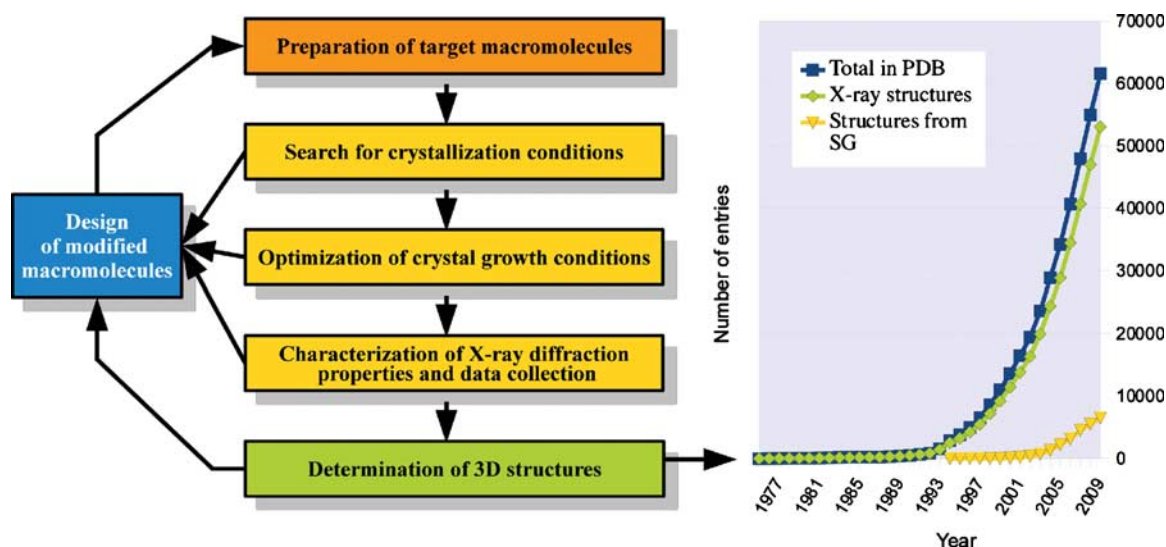 Preparation of target macromolecules
Search for crystallization conditions
Design
of modified
macromolecules
Optimization of crystal growth conditions
Characterization of X-ray diffraction
properties and data collection
Determination of 3D structures
Total in PDB
X-ray structures
Structures from
SG
Number of entries
70000
60000
50000
40000
30000
20000
10000
0
1977
1981
1985
1989
1993
1997
2001
2005
2009
Year